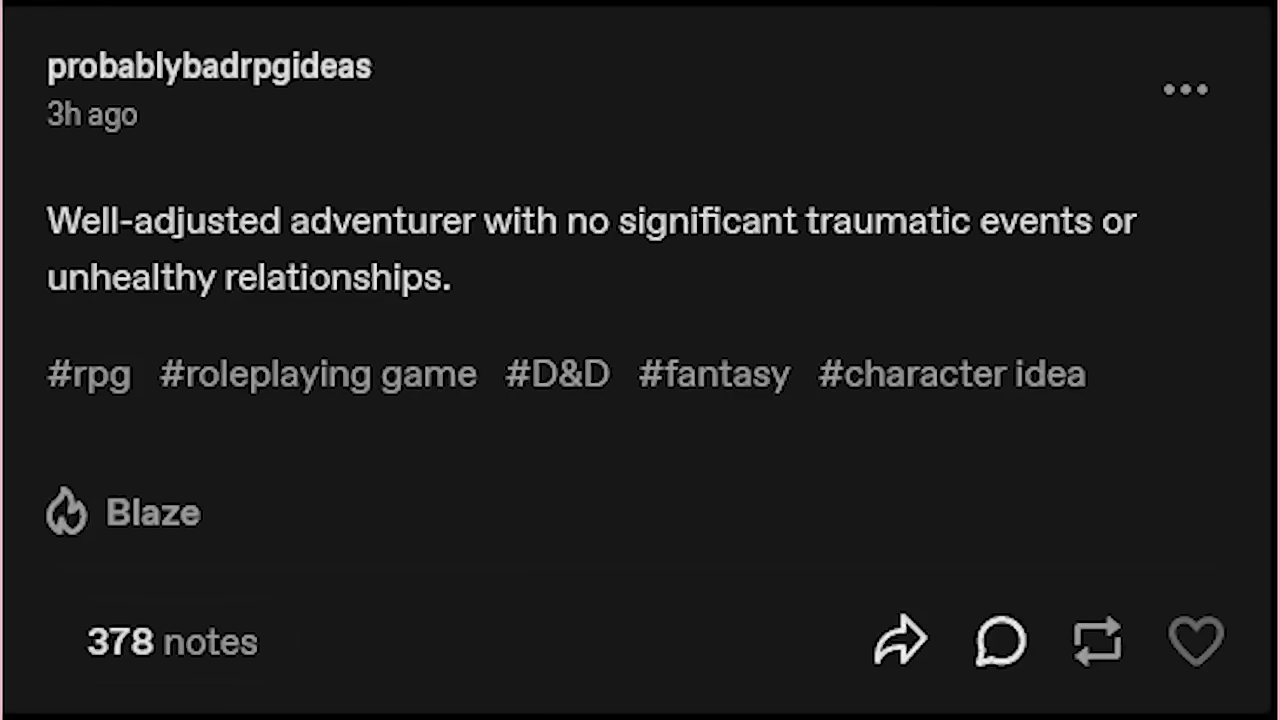 probablybadrpgideas
3h ago
Well-adjusted adventurer with no significant traumatic events or
unhealthy relationships.
#rpg #roleplaying game #D&D #fantasy #character idea
Blaze
378 notes